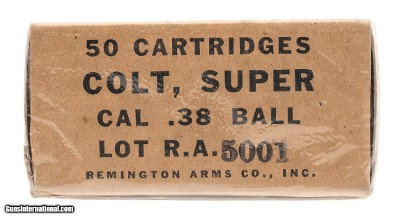 50 CARTRIDGES
COLT, SUPER
CAL .38 BALL
LOT R.A.5001
REMINGTON ARMS CO., INC.
GunsInternational.com